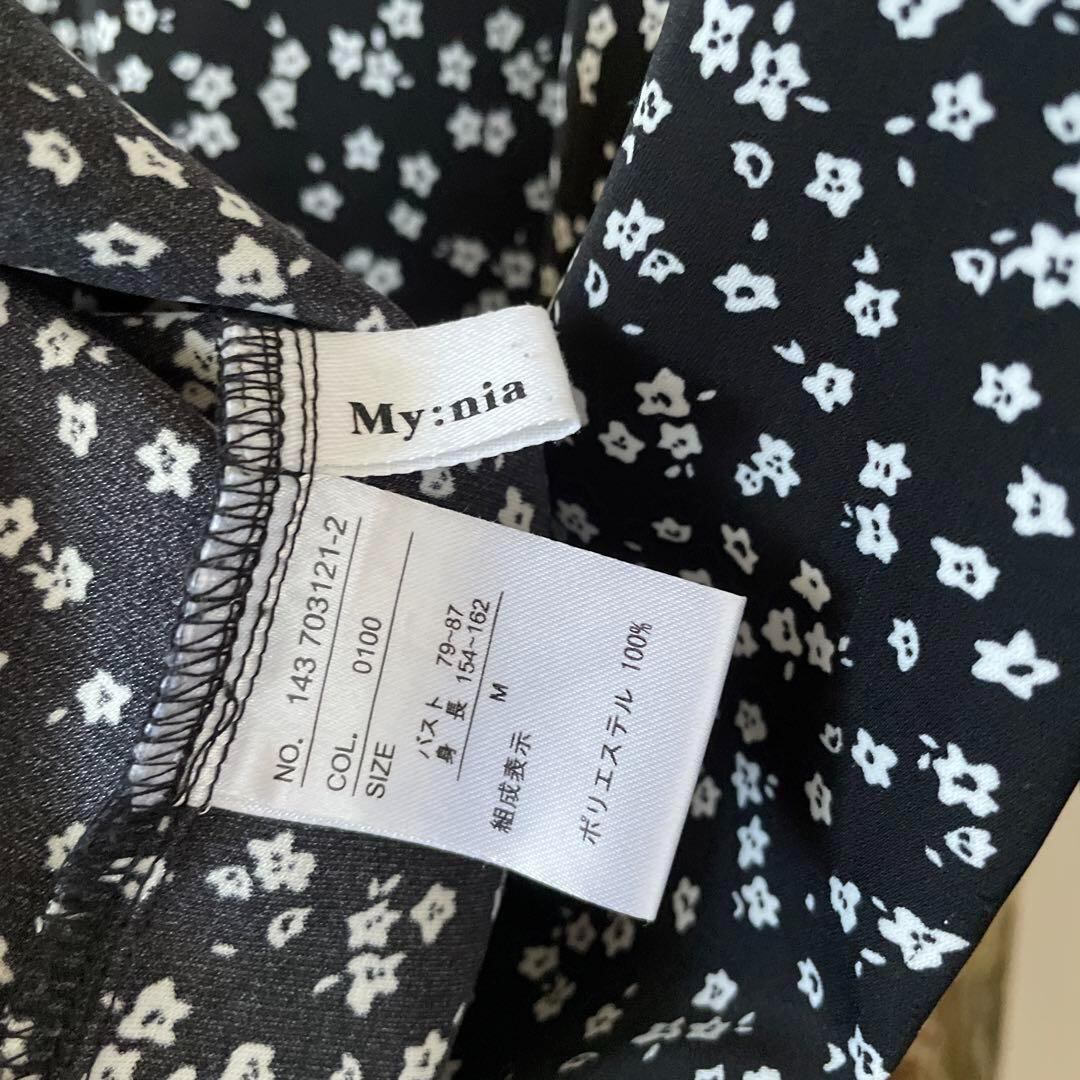 My:nia
NO. 143 703121-2
COL. 0100
SIZE
バスト 79~87
身 長 154~162
M
組成表示
ポリエステル 100%